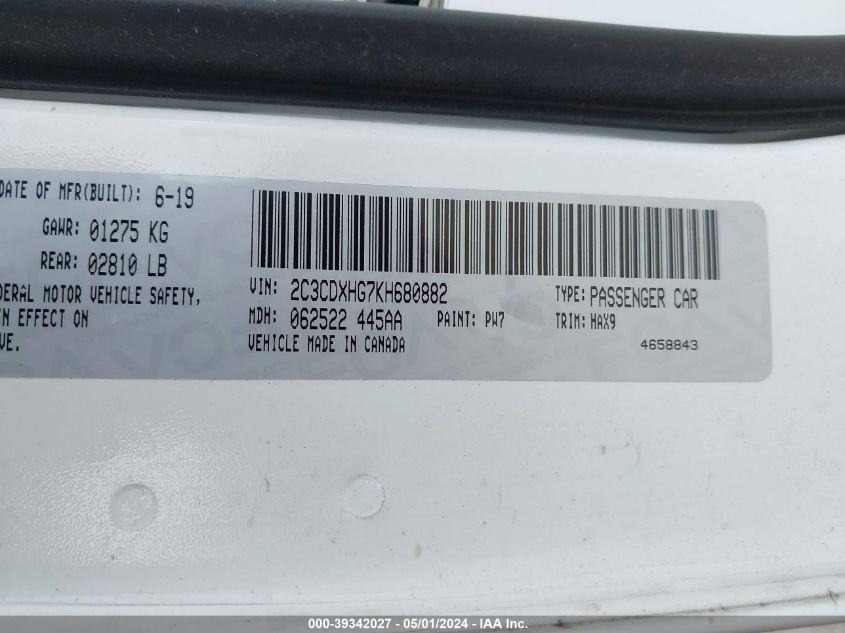 DATE OF MFR(BUILT): 6-19
GAWR: 01275 KG
REAR: 02810 LB
DERAL MOTOR VEHICLE SAFETY,
N EFFECT ON
VE.
VIN: 2C3CDXHG7KH680882 TYPE: PASSENGER CAR
MDH: 062522 445AA PAINT: PW7 TRIM: HAX9
VEHICLE MADE IN CANADA 4658843
000-39342027 - 05/01/2024 - IAA Inc.